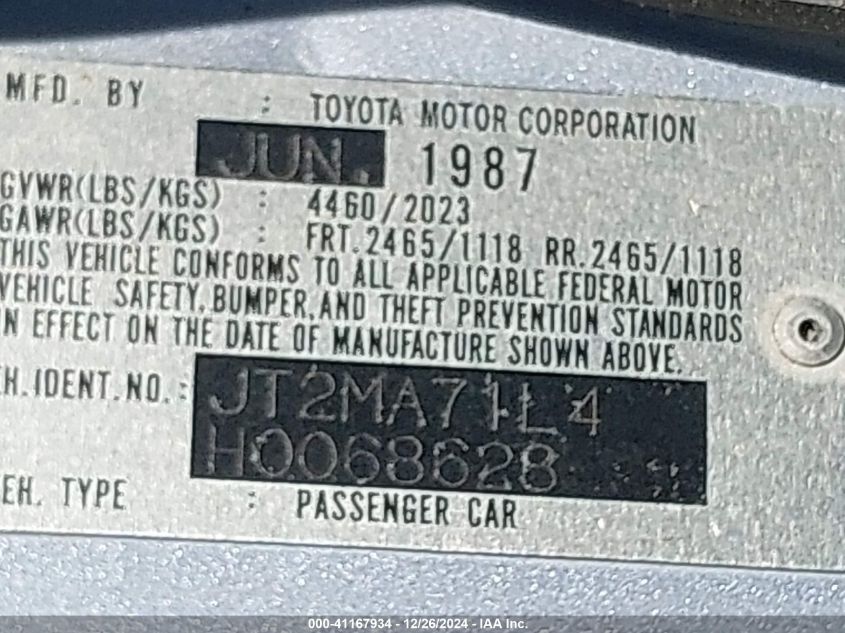 MFD. BY : TOYOTA MOTOR CORPORATION
JUN. 1987
GVWR(LBS/KGS) : 4460/2023
GAWR(LBS/KGS) : FRT.2465/1118 RR.2465/1118
THIS VEHICLE CONFORMS TO ALL APPLICABLE FEDERAL MOTOR
VEHICLE SAFETY,BUMPER,AND THEFT PREVENTION STANDARDS
N EFFECT ON THE DATE OF MANUFACTURE SHOWN ABOVE.
H.IDENT.NO. : JT2MA71L4
H0068628
EH. TYPE : PASSENGER CAR
000-41167934 - 12/26/2024 - IAA Inc.